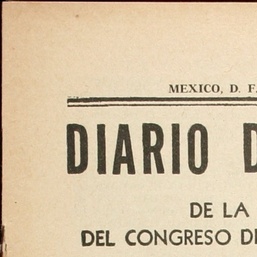 MEXICO, D. F.
DIARIO D
DE LA
DEL CONGRESO DE